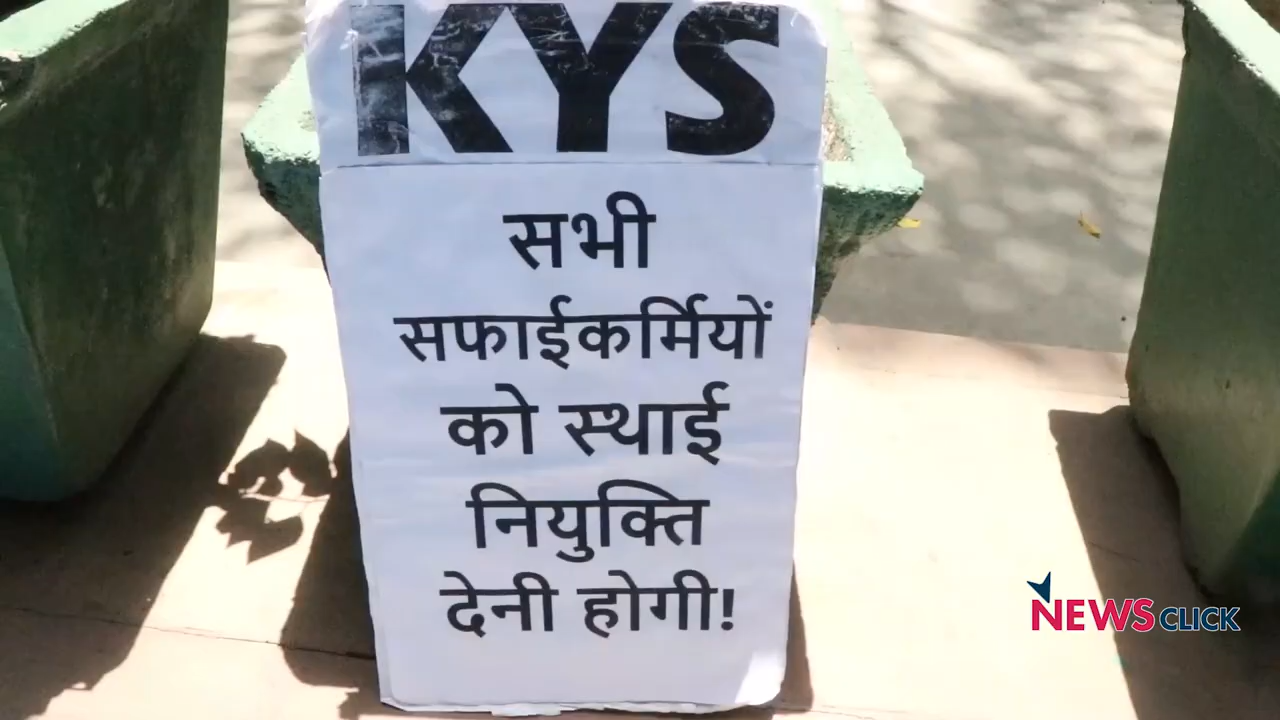 KYS
सभी
सफाईकर्मियों
को स्थाई
नियुक्ति
देनी होगी!
NEWSCLICK